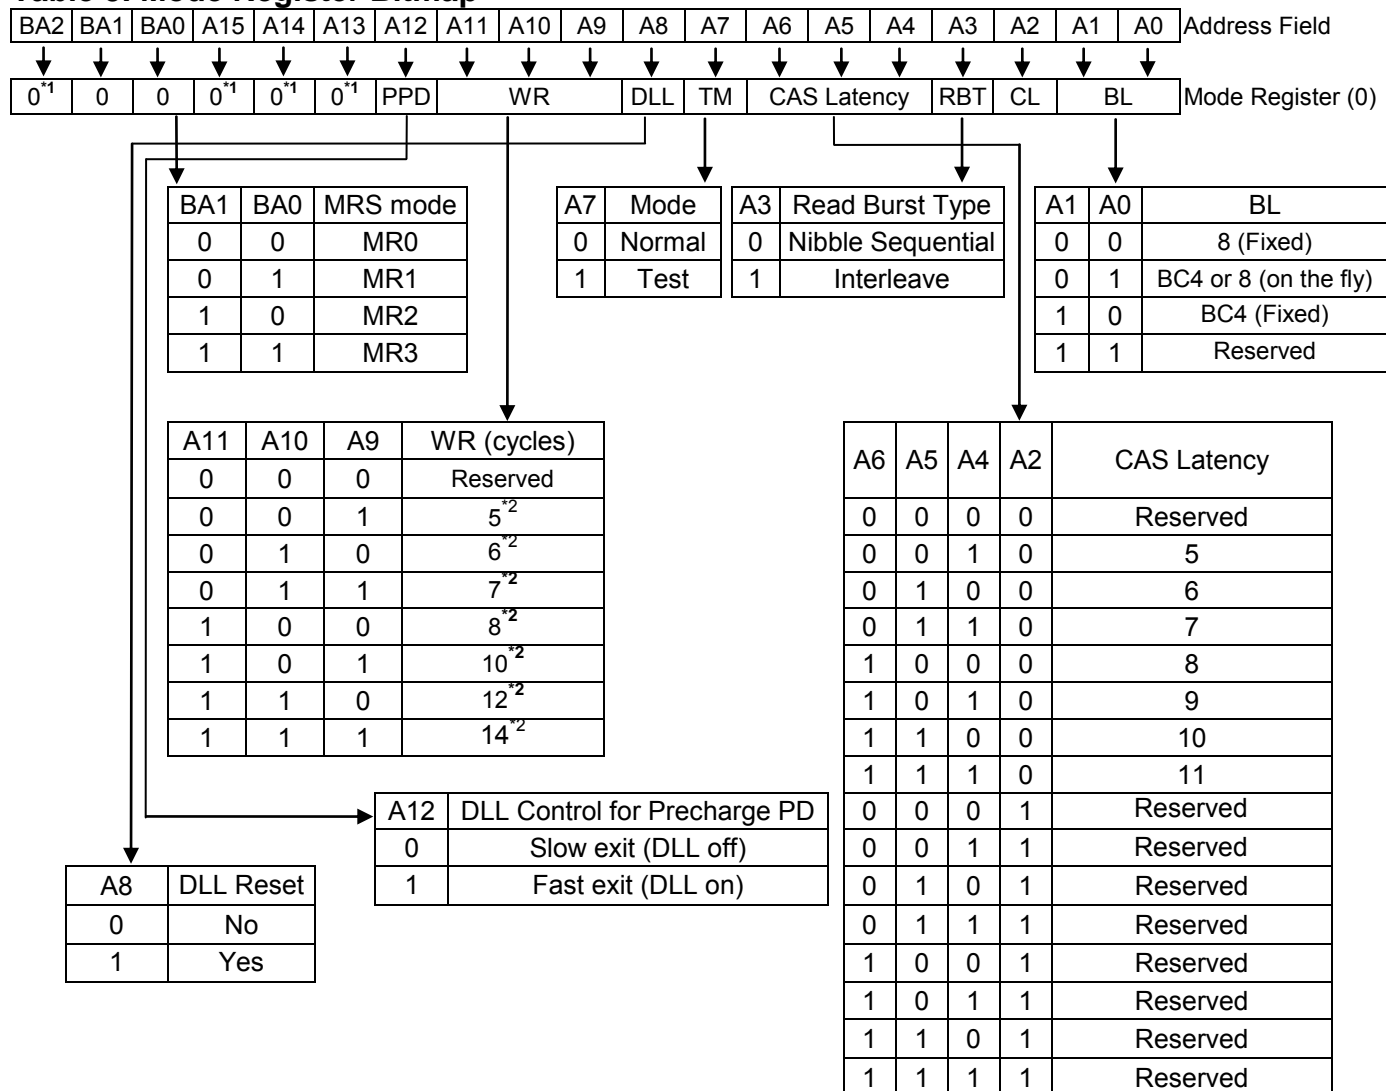 Table 5. Mode Register Bitmap
BA2 BA1 BA0 A15 A14 A13 A12 A11 A10 A9 A8 A7 A6 A5 A4 A3 A2 A1 A0 Address Field
0*1 0 0 0*1 0*1 0*1 PPD WR DLL TM CAS Latency RBT CL BL Mode Register (0)
BA1 BA0 MRS mode
0 0 MR0
0 1 MR1
1 0 MR2
1 1 MR3
A7 Mode
0 Normal
1 Test
A3 Read Burst Type
0 Nibble Sequential
1 Interleave
A1 A0 BL
0 0 8 (Fixed)
0 1 BC4 or 8 (on the fly)
1 0 BC4 (Fixed)
1 1 Reserved
A11 A10 A9 WR (cycles)
0 0 0 Reserved
0 0 1 5*2
0 1 0 6*2
0 1 1 7*2
1 0 0 8*2
1 0 1 10*2
1 1 0 12*2
1 1 1 14*2
A6 A5 A4 A2 CAS Latency
0 0 0 0 Reserved
0 0 1 0 5
0 1 0 0 6
0 1 1 0 7
1 0 0 0 8
1 0 1 0 9
1 1 0 0 10
1 1 1 0 11
0 0 0 1 Reserved
0 0 1 1 Reserved
0 1 0 1 Reserved
0 1 1 1 Reserved
1 0 0 1 Reserved
1 0 1 1 Reserved
1 1 0 1 Reserved
1 1 1 1 Reserved
A12 DLL Control for Precharge PD
0 Slow exit (DLL off)
1 Fast exit (DLL on)
A8 DLL Reset
0 No
1 Yes